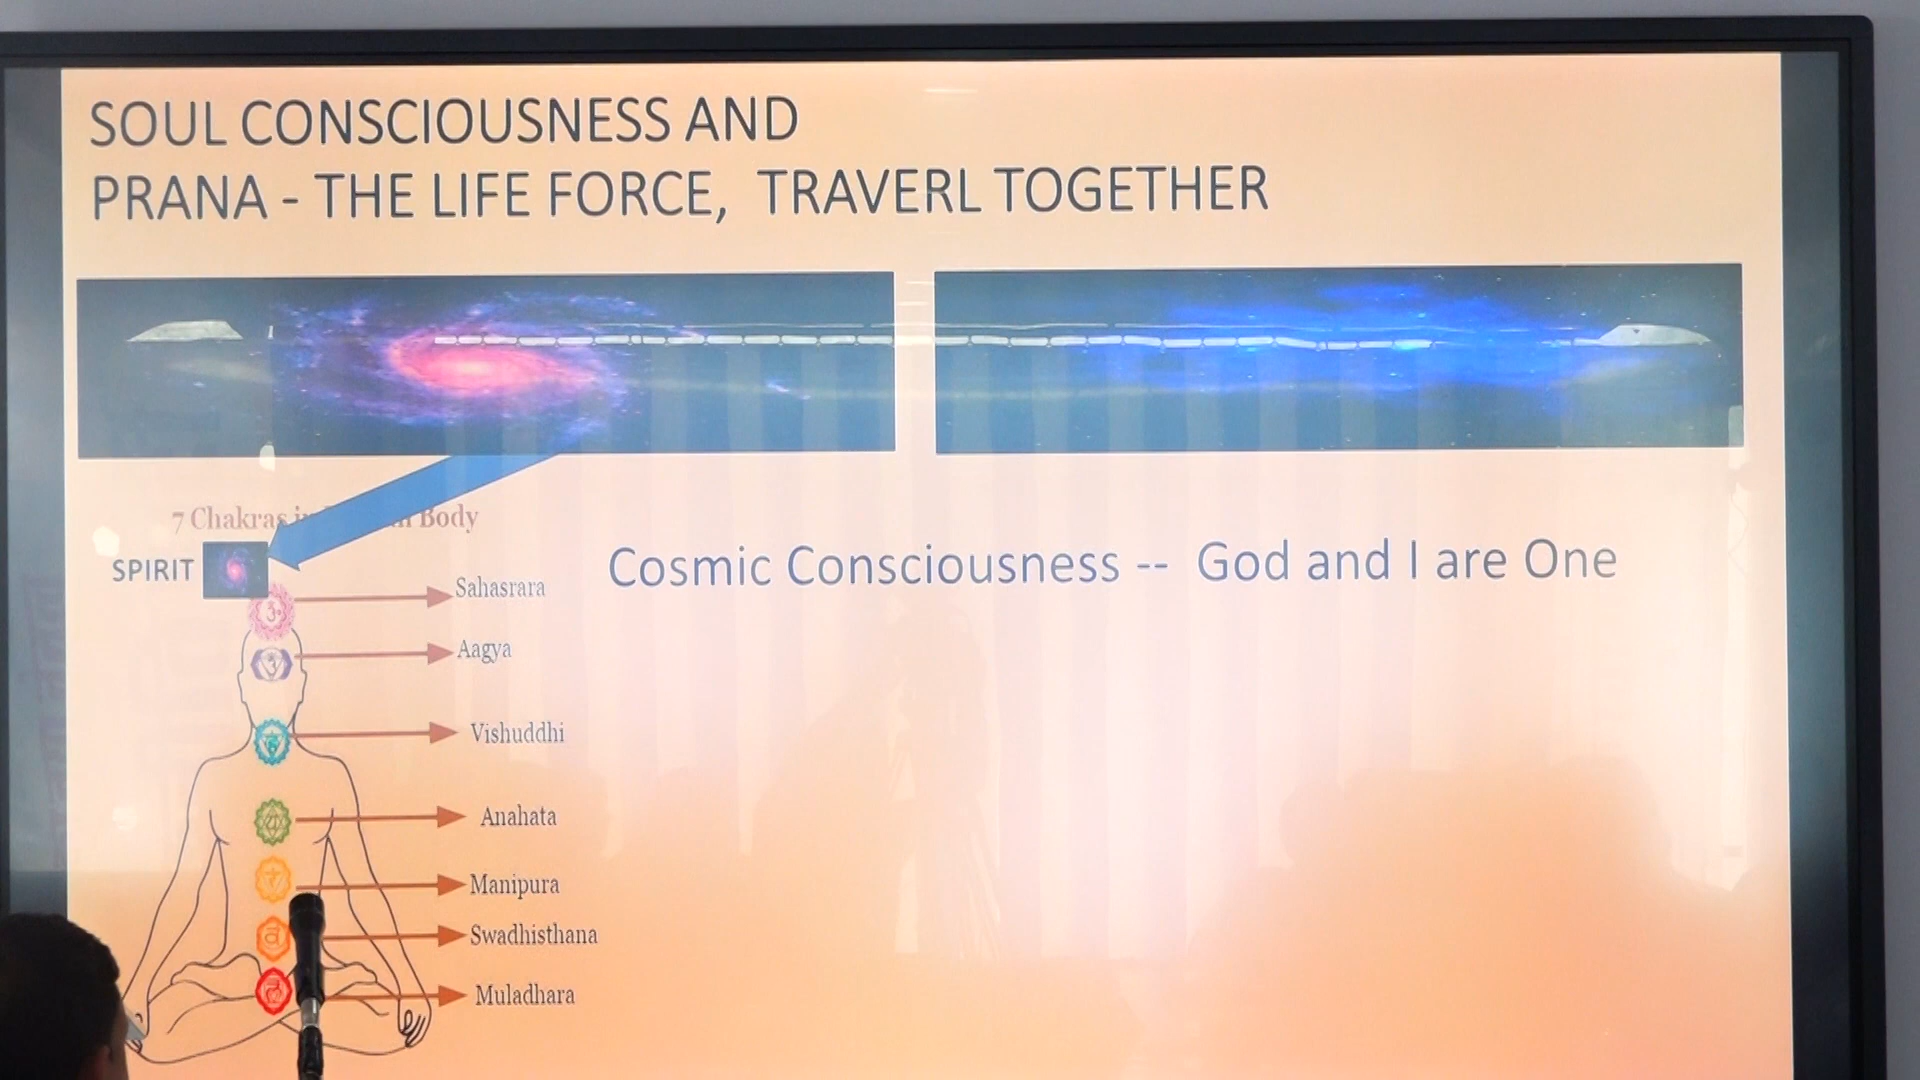 SOUL CONSCIOUSNESS AND
PRANA - THE LIFE FORCE, TRAVERL TOGETHER
7 Chakras Body
SPIRIT
Cosmic Consciousness -- God and I are One
Sahasrara
Aagya
Vishuddhi
Anahata
Manipura
Swadhisthana
Muladhara